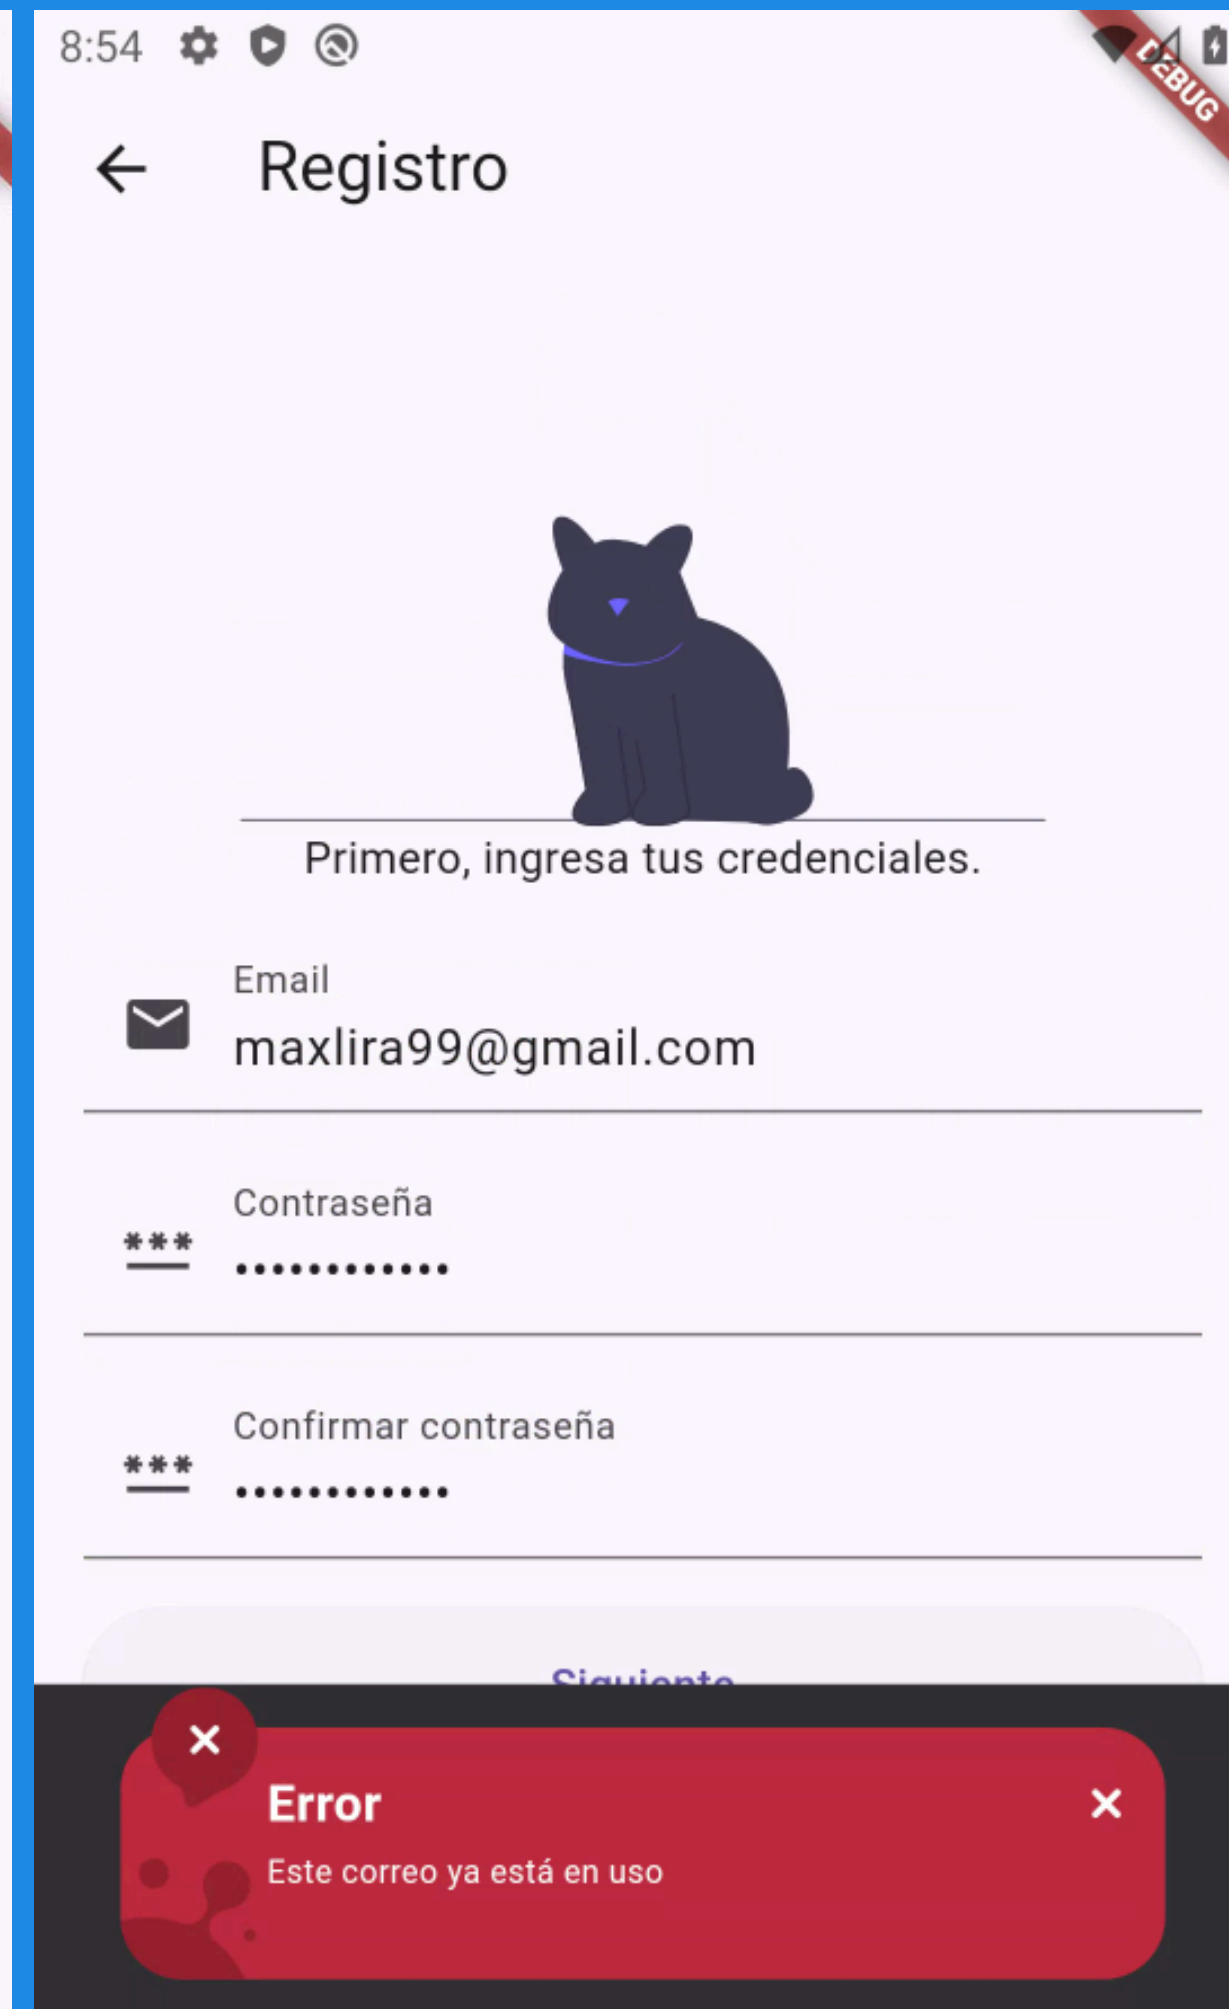 8:54
DEBUG
Registro
Primero, ingresa tus credenciales.
Email
maxlira99@gmail.com
Contraseña
••••••••••••
Confirmar contraseña
••••••••••••
Siguiente
Error
Este correo ya está en uso